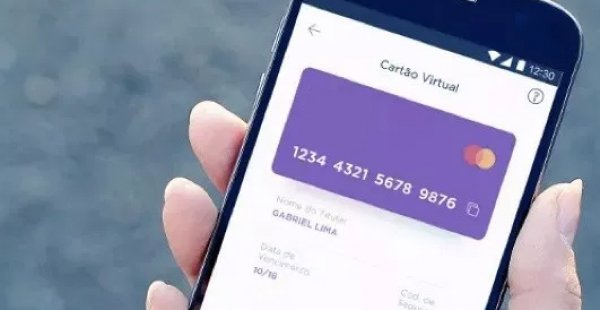 12:30
Cartão Virtual
?
1234 4321 5678 9876
Nome do Titular
GABRIEL LIMA
Data de
Vencimento
10/18
Cod. de